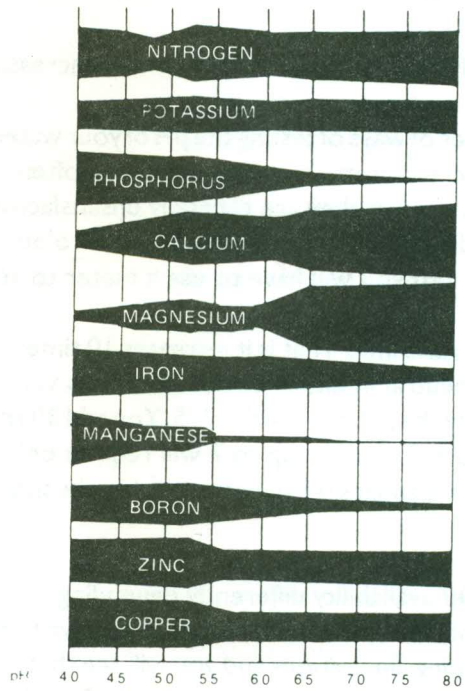 NITROGEN
POTASSIUM
PHOSPHORUS
CALCIUM
MAGNESIUM
IRON
MANGANESE
BORON
ZINC
COPPER
pH 4.0 4.5 5.0 5.5 6.0 6.5 7.0 7.5 8.0